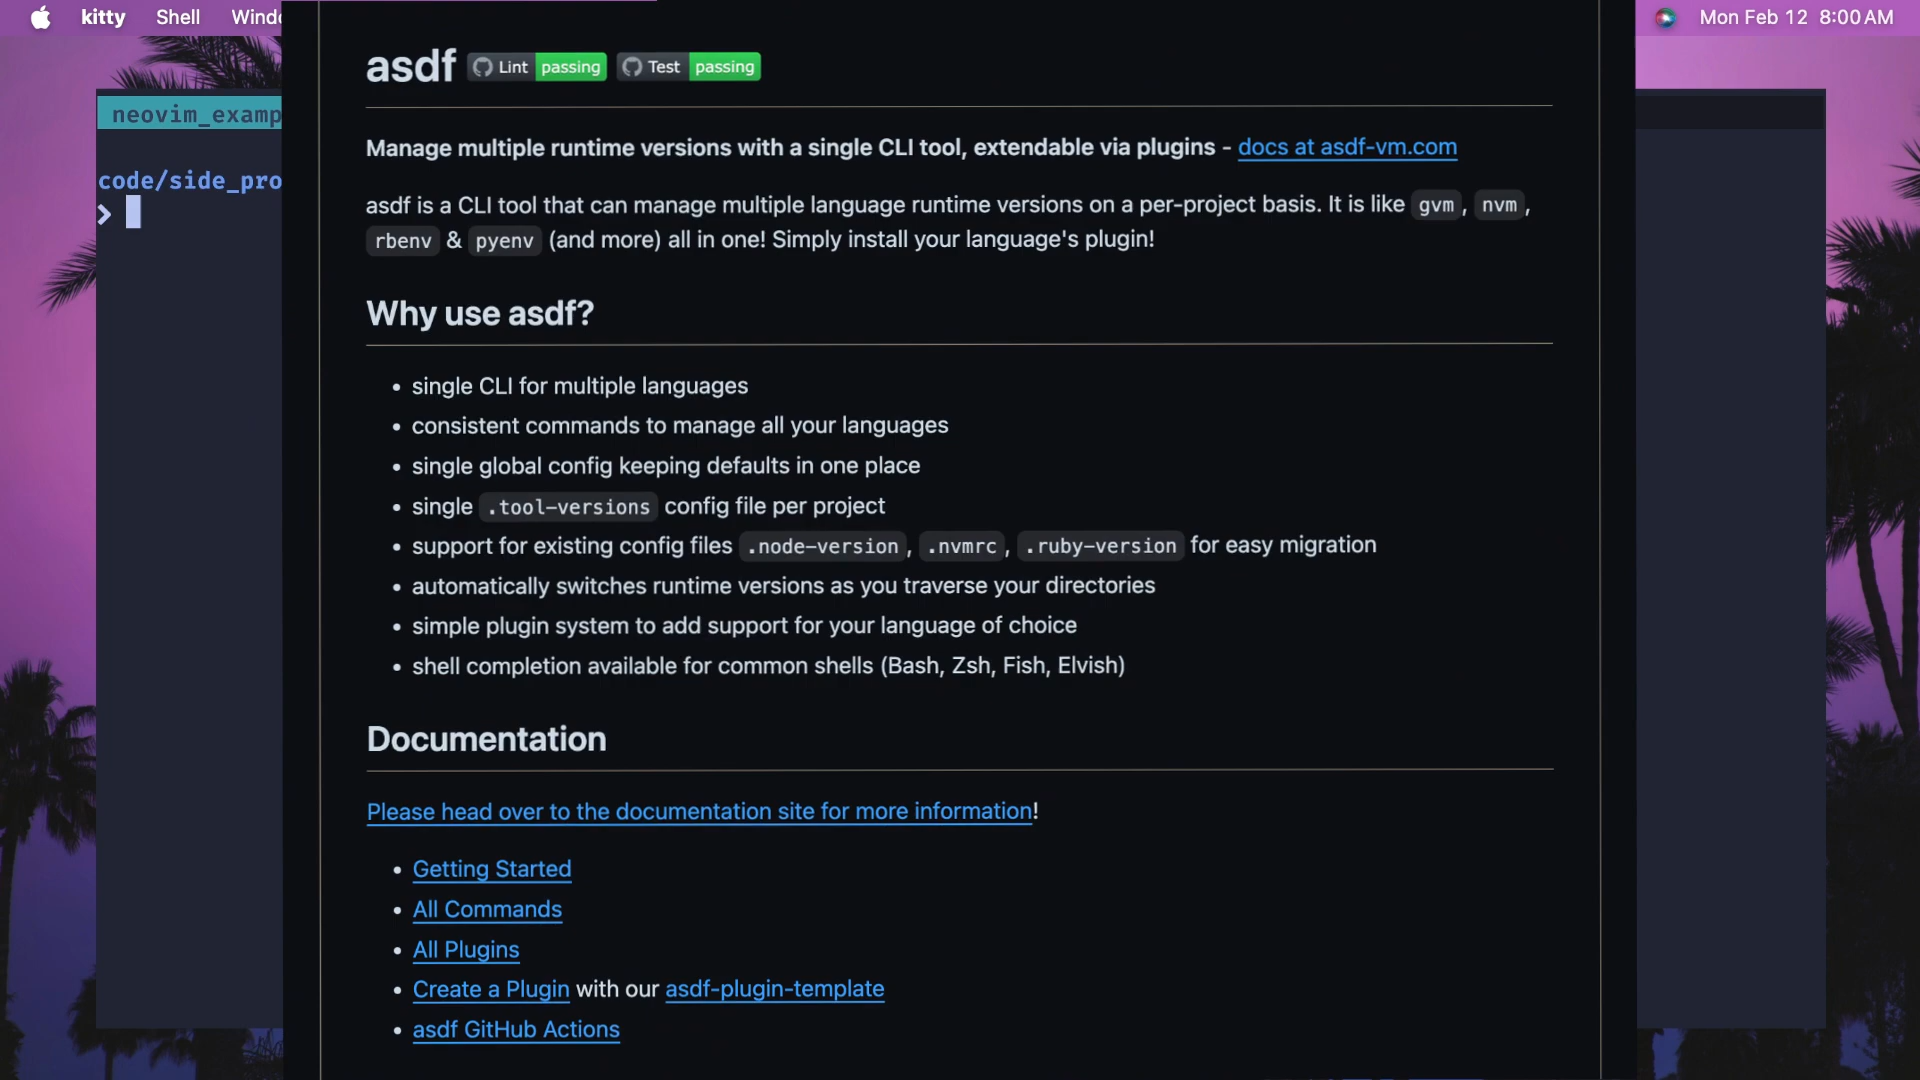 kitty Shell Windo
Mon Feb 12 8:00 AM
neovim_examp
code/side_pro
❯
asdf Lint passing Test passing
Manage multiple runtime versions with a single CLI tool, extendable via plugins - docs at asdf-vm.com
asdf is a CLI tool that can manage multiple language runtime versions on a per-project basis. It is like gvm, nvm,
rbenv & pyenv (and more) all in one! Simply install your language's plugin!
Why use asdf?
• single CLI for multiple languages
• consistent commands to manage all your languages
• single global config keeping defaults in one place
• single .tool-versions config file per project
• support for existing config files .node-version, .nvmrc, .ruby-version for easy migration
• automatically switches runtime versions as you traverse your directories
• simple plugin system to add support for your language of choice
• shell completion available for common shells (Bash, Zsh, Fish, Elvish)
Documentation
Please head over to the documentation site for more information!
• Getting Started
• All Commands
• All Plugins
• Create a Plugin with our asdf-plugin-template
• asdf GitHub Actions